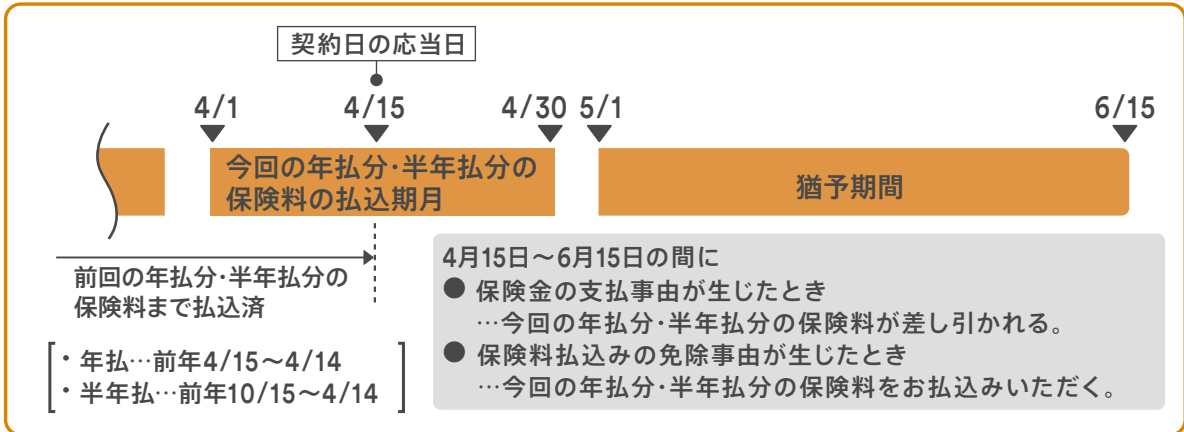 契約日の応当日
4/1
4/15
4/30
5/1
6/15
今回の年払分・半年払分の
保険料の払込期月
猶予期間
前回の年払分・半年払分の
保険料まで払込済
・年払…前年4/15～4/14
・半年払…前年10/15～4/14
4月15日～6月15日の間に
● 保険金の支払事由が生じたとき
…今回の年払分・半年払分の保険料が差し引かれる。
● 保険料払込みの免除事由が生じたとき
…今回の年払分・半年払分の保険料をお払込みいただく。